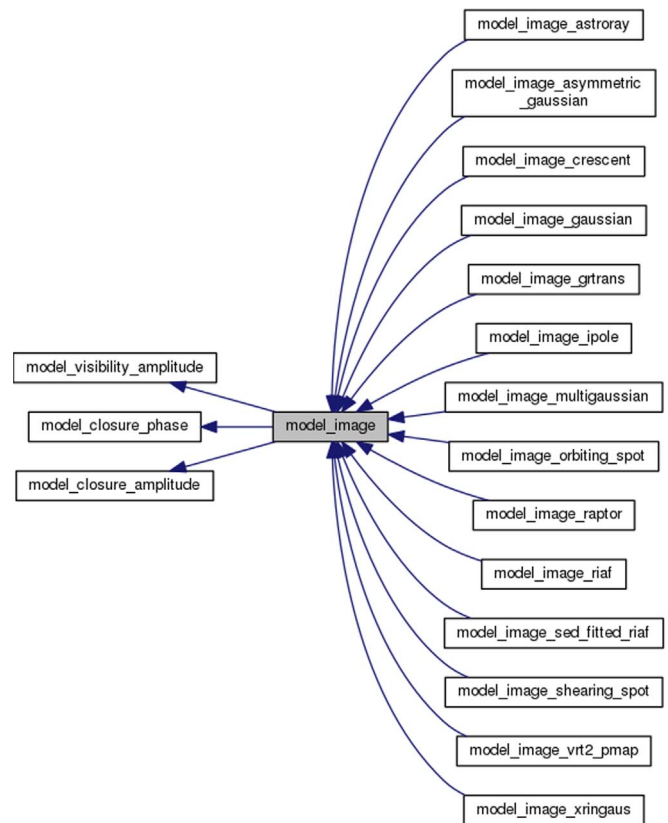 model_image_astroray
model_image_asymmetric
_gaussian
model_image_crescent
model_image_gaussian
model_image_grtrans
model_image_ipole
model_visibility_amplitude
model_image_multigaussian
model_closure_phase
model_image
model_image_orbiting_spot
model_closure_amplitude
model_image_raptor
model_image_riaf
model_image_sed_fitted_riaf
model_image_shearing_spot
model_image_vrt2_pmap
model_image_xringaus